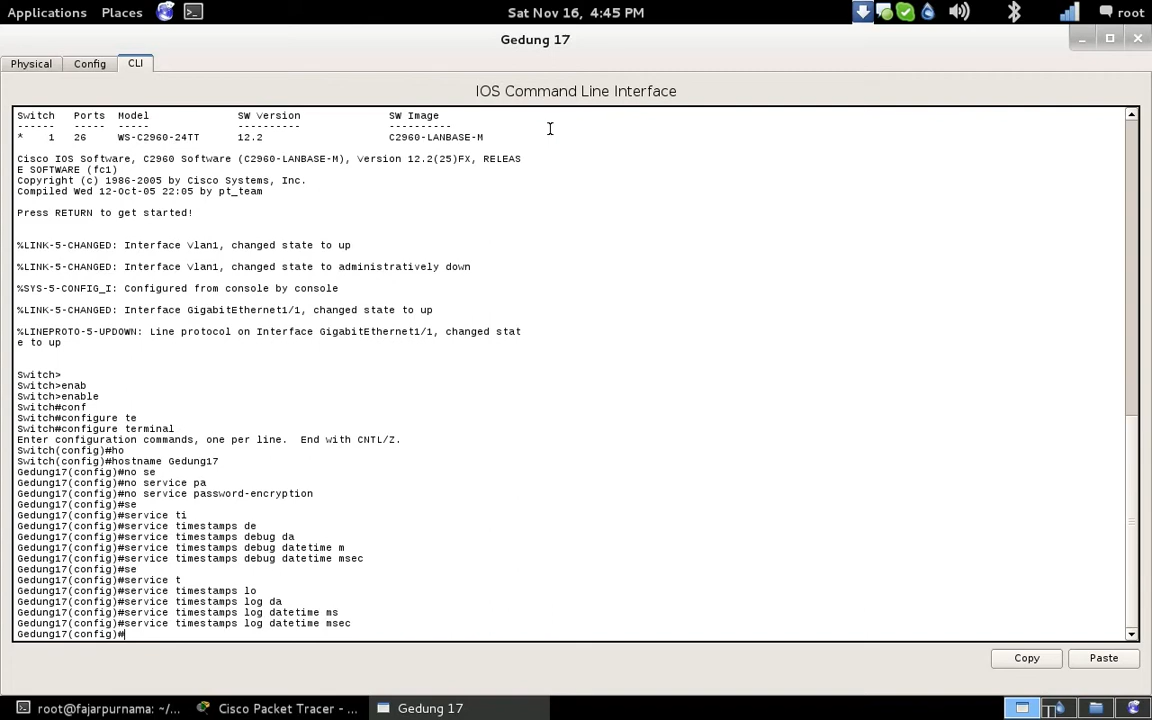 Applications Places Sat Nov 16, 4:45 PM root
Gedung 17
Physical Config CLI
IOS Command Line Interface
Switch Ports Model SW Version SW Image
------ ----- ----- ---------- ----------
* 1 26 WS-C2960-24TT 12.2 C2960-LANBASE-M
Cisco IOS Software, C2960 Software (C2960-LANBASE-M), Version 12.2(25)FX, RELEAS
E SOFTWARE (fc1)
Copyright (c) 1986-2005 by Cisco Systems, Inc.
Compiled Wed 12-Oct-05 22:05 by pt_team
Press RETURN to get started!
%LINK-5-CHANGED: Interface Vlan1, changed state to up
%LINK-5-CHANGED: Interface Vlan1, changed state to administratively down
%SYS-5-CONFIG_I: Configured from console by console
%LINK-5-CHANGED: Interface GigabitEthernet1/1, changed state to up
%LINEPROTO-5-UPDOWN: Line protocol on Interface GigabitEthernet1/1, changed stat
e to up
Switch>
Switch>enab
Switch>enable
Switch#conf
Switch#configure te
Switch#configure terminal
Enter configuration commands, one per line.  End with CNTL/Z.
Switch(config)#ho
Switch(config)#hostname Gedung17
Gedung17(config)#no se
Gedung17(config)#no service pa
Gedung17(config)#no service password-encryption
Gedung17(config)#se
Gedung17(config)#service ti
Gedung17(config)#service timestamps de
Gedung17(config)#service timestamps debug da
Gedung17(config)#service timestamps debug datetime m
Gedung17(config)#service timestamps debug datetime msec
Gedung17(config)#se
Gedung17(config)#service t
Gedung17(config)#service timestamps lo
Gedung17(config)#service timestamps log da
Gedung17(config)#service timestamps log datetime ms
Gedung17(config)#service timestamps log datetime msec
Gedung17(config)#
Copy Paste
root@fajarpurnama: ~/... Cisco Packet Tracer - ... Gedung 17